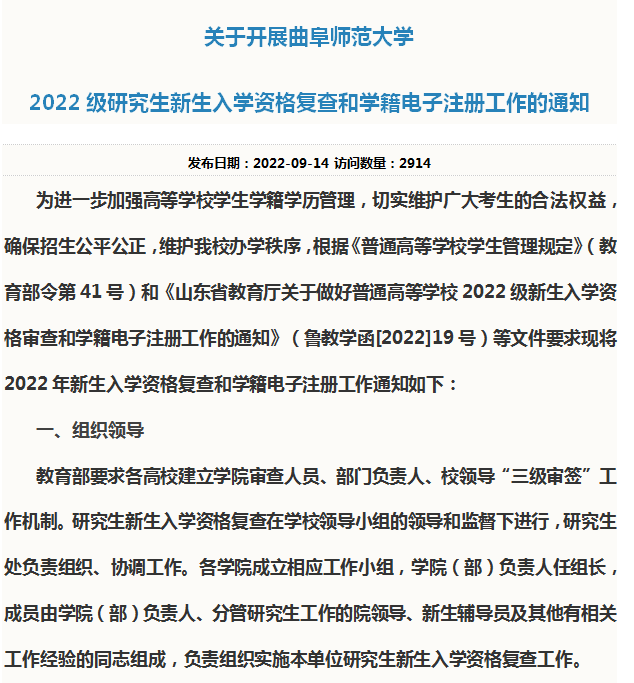 关于开展曲阜师范大学
2022 级研究生新生入学资格复查和学籍电子注册工作的通知
发布日期：2022-09-14 访问数量：2914
为进一步加强高等学校学生学籍学历管理，切实维护广大考生的合法权益，
确保招生公平公正，维护我校办学秩序，根据《普通高等学校学生管理规定》（教
育部令第 41 号）和《山东省教育厅关于做好普通高等学校 2022 级新生入学资
格审查和学籍电子注册工作的通知》（鲁教学函[2022]19 号）等文件要求现将
2022 年新生入学资格复查和学籍电子注册工作通知如下：
一、组织领导
教育部要求各高校建立学院审查人员、部门负责人、校领导“三级审签”工
作机制。研究生新生入学资格复查在学校领导小组的领导和监督下进行，研究生
处负责组织、协调工作。各学院成立相应工作小组，学院（部）负责人任组长，
成员由学院（部）负责人、分管研究生工作的院领导、新生辅导员及其他有相关
工作经验的同志组成，负责组织实施本单位研究生新生入学资格复查工作。